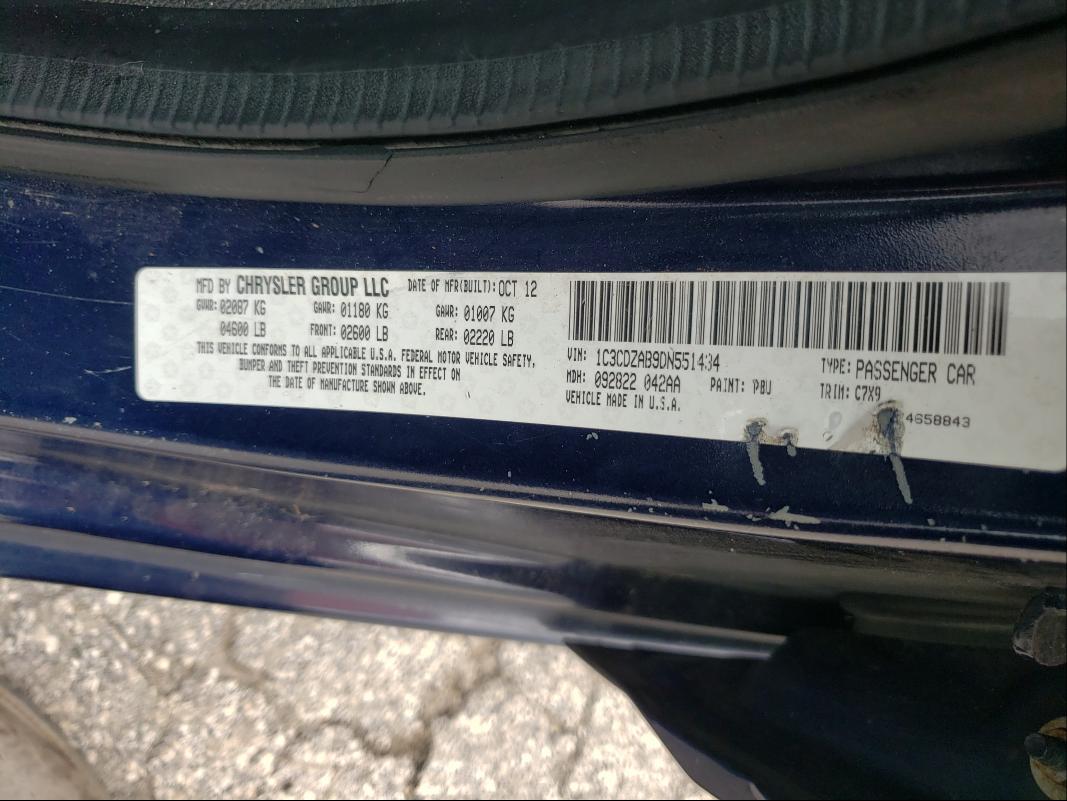 MFD BY CHRYSLER GROUP LLC DATE OF MFR(BUILT): OCT 12
GVWR: 02087 KG GAWR: 01180 KG GAWR: 01007 KG
04600 LB FRONT: 02600 LB REAR: 02220 LB
THIS VEHICLE CONFORMS TO ALL APPLICABLE U.S.A. FEDERAL MOTOR VEHICLE SAFETY,
BUMPER AND THEFT PREVENTION STANDARDS IN EFFECT ON
THE DATE OF MANUFACTURE SHOWN ABOVE.
VIN: 1C3CDZAB9DN551434 TYPE: PASSENGER CAR
MDH: 092822 042AA PAINT: PBU TRIM: C7X9
VEHICLE MADE IN U.S.A.
4658843